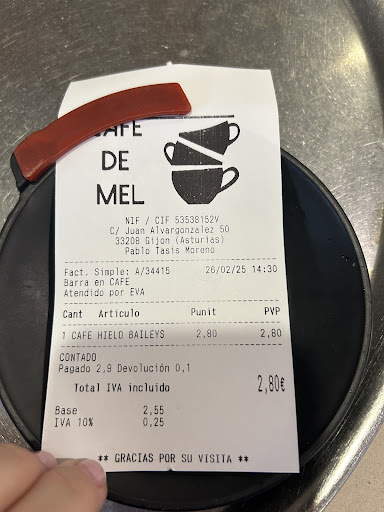 CAFE
DE
MEL
NIF / CIF 53538152V
C/ Juan Alvargonzalez 50
33208 Gijon (Asturias)
Pablo Tasis Moreno
Fact. Simple: A/34415 26/02/25 14:30
Barra en CAFE
Atendido por EVA
Cant Articulo Punit PVP
1 CAFE HIELO BAILEYS 2,80 2,80
CONTADO
Pagado 2,9 Devolución 0,1
Total IVA incluido 2,80€
Base 2,55
IVA 10% 0,25
** GRACIAS POR SU VISITA **